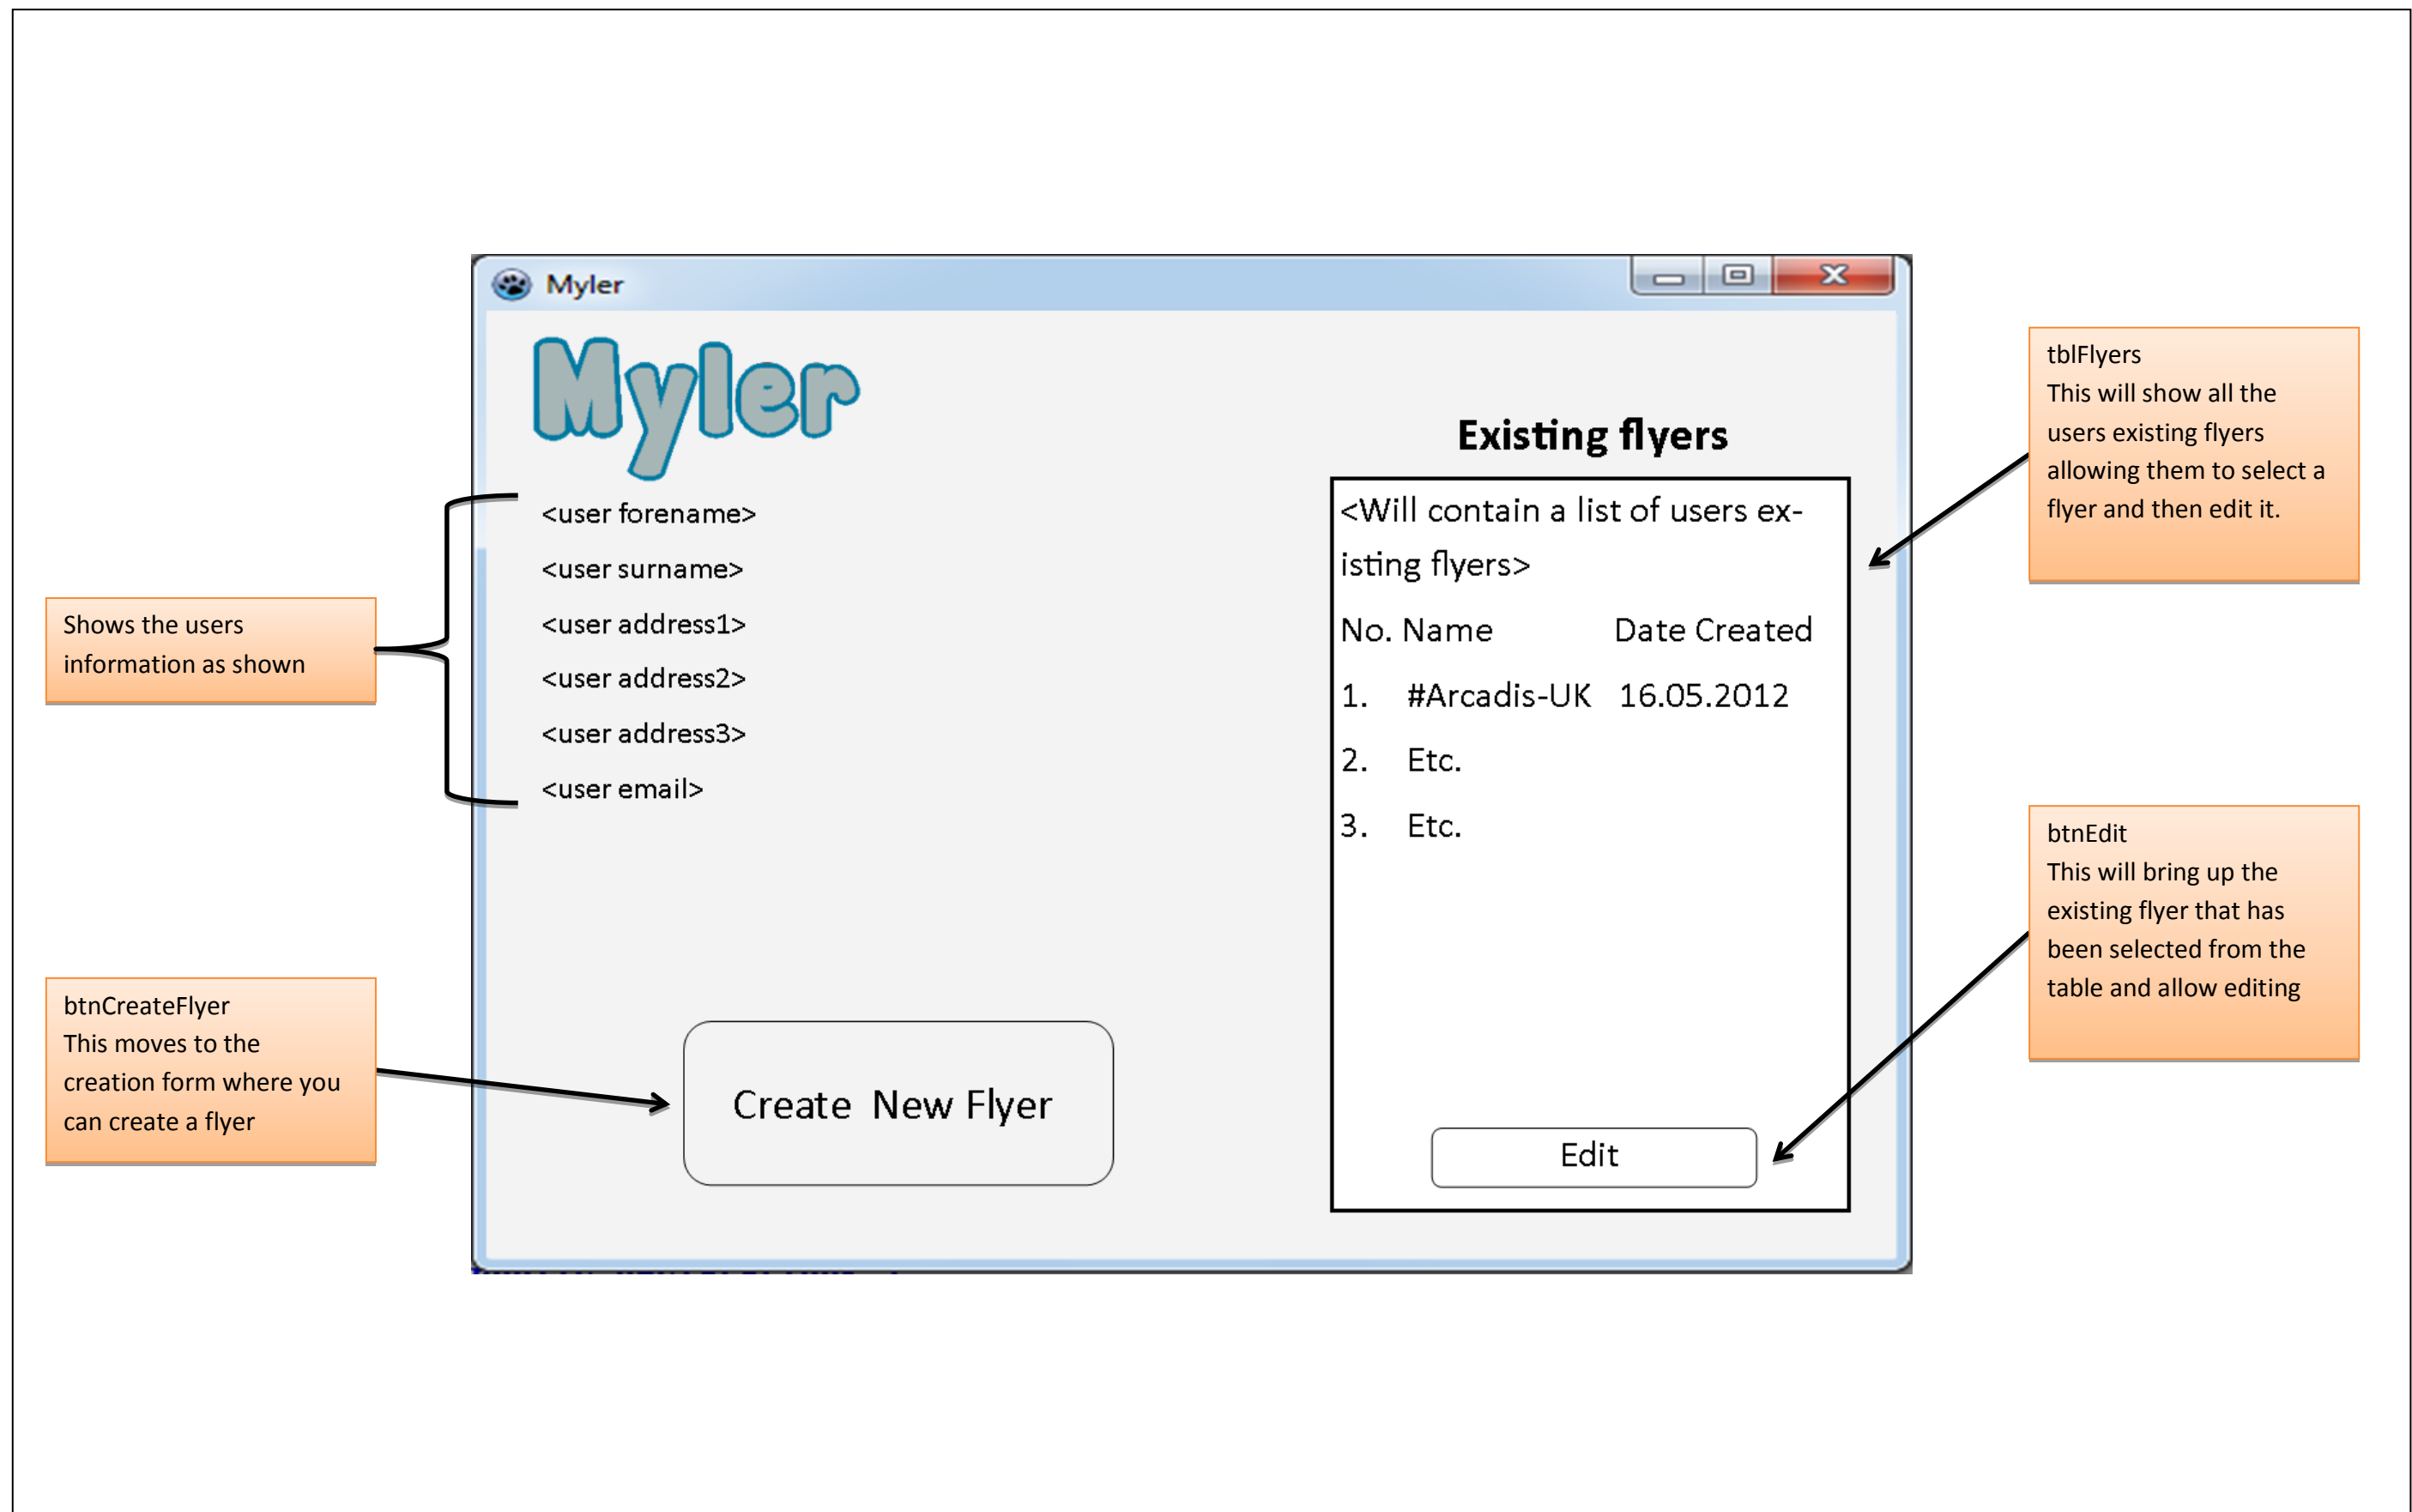 Myler
Myler
Existing flyers
<user forename>
<user surname>
<user address1>
<user address2>
<user address3>
<user email>
<Will contain a list of users ex-
isting flyers>
No. Name Date Created
1. #Arcadis-UK 16.05.2012
2. Etc.
3. Etc.
Create New Flyer
Edit
Shows the users
information as shown
btnCreateFlyer
This moves to the
creation form where you
can create a flyer
tblFlyers
This will show all the
users existing flyers
allowing them to select a
flyer and then edit it.
btnEdit
This will bring up the
existing flyer that has
been selected from the
table and allow editing